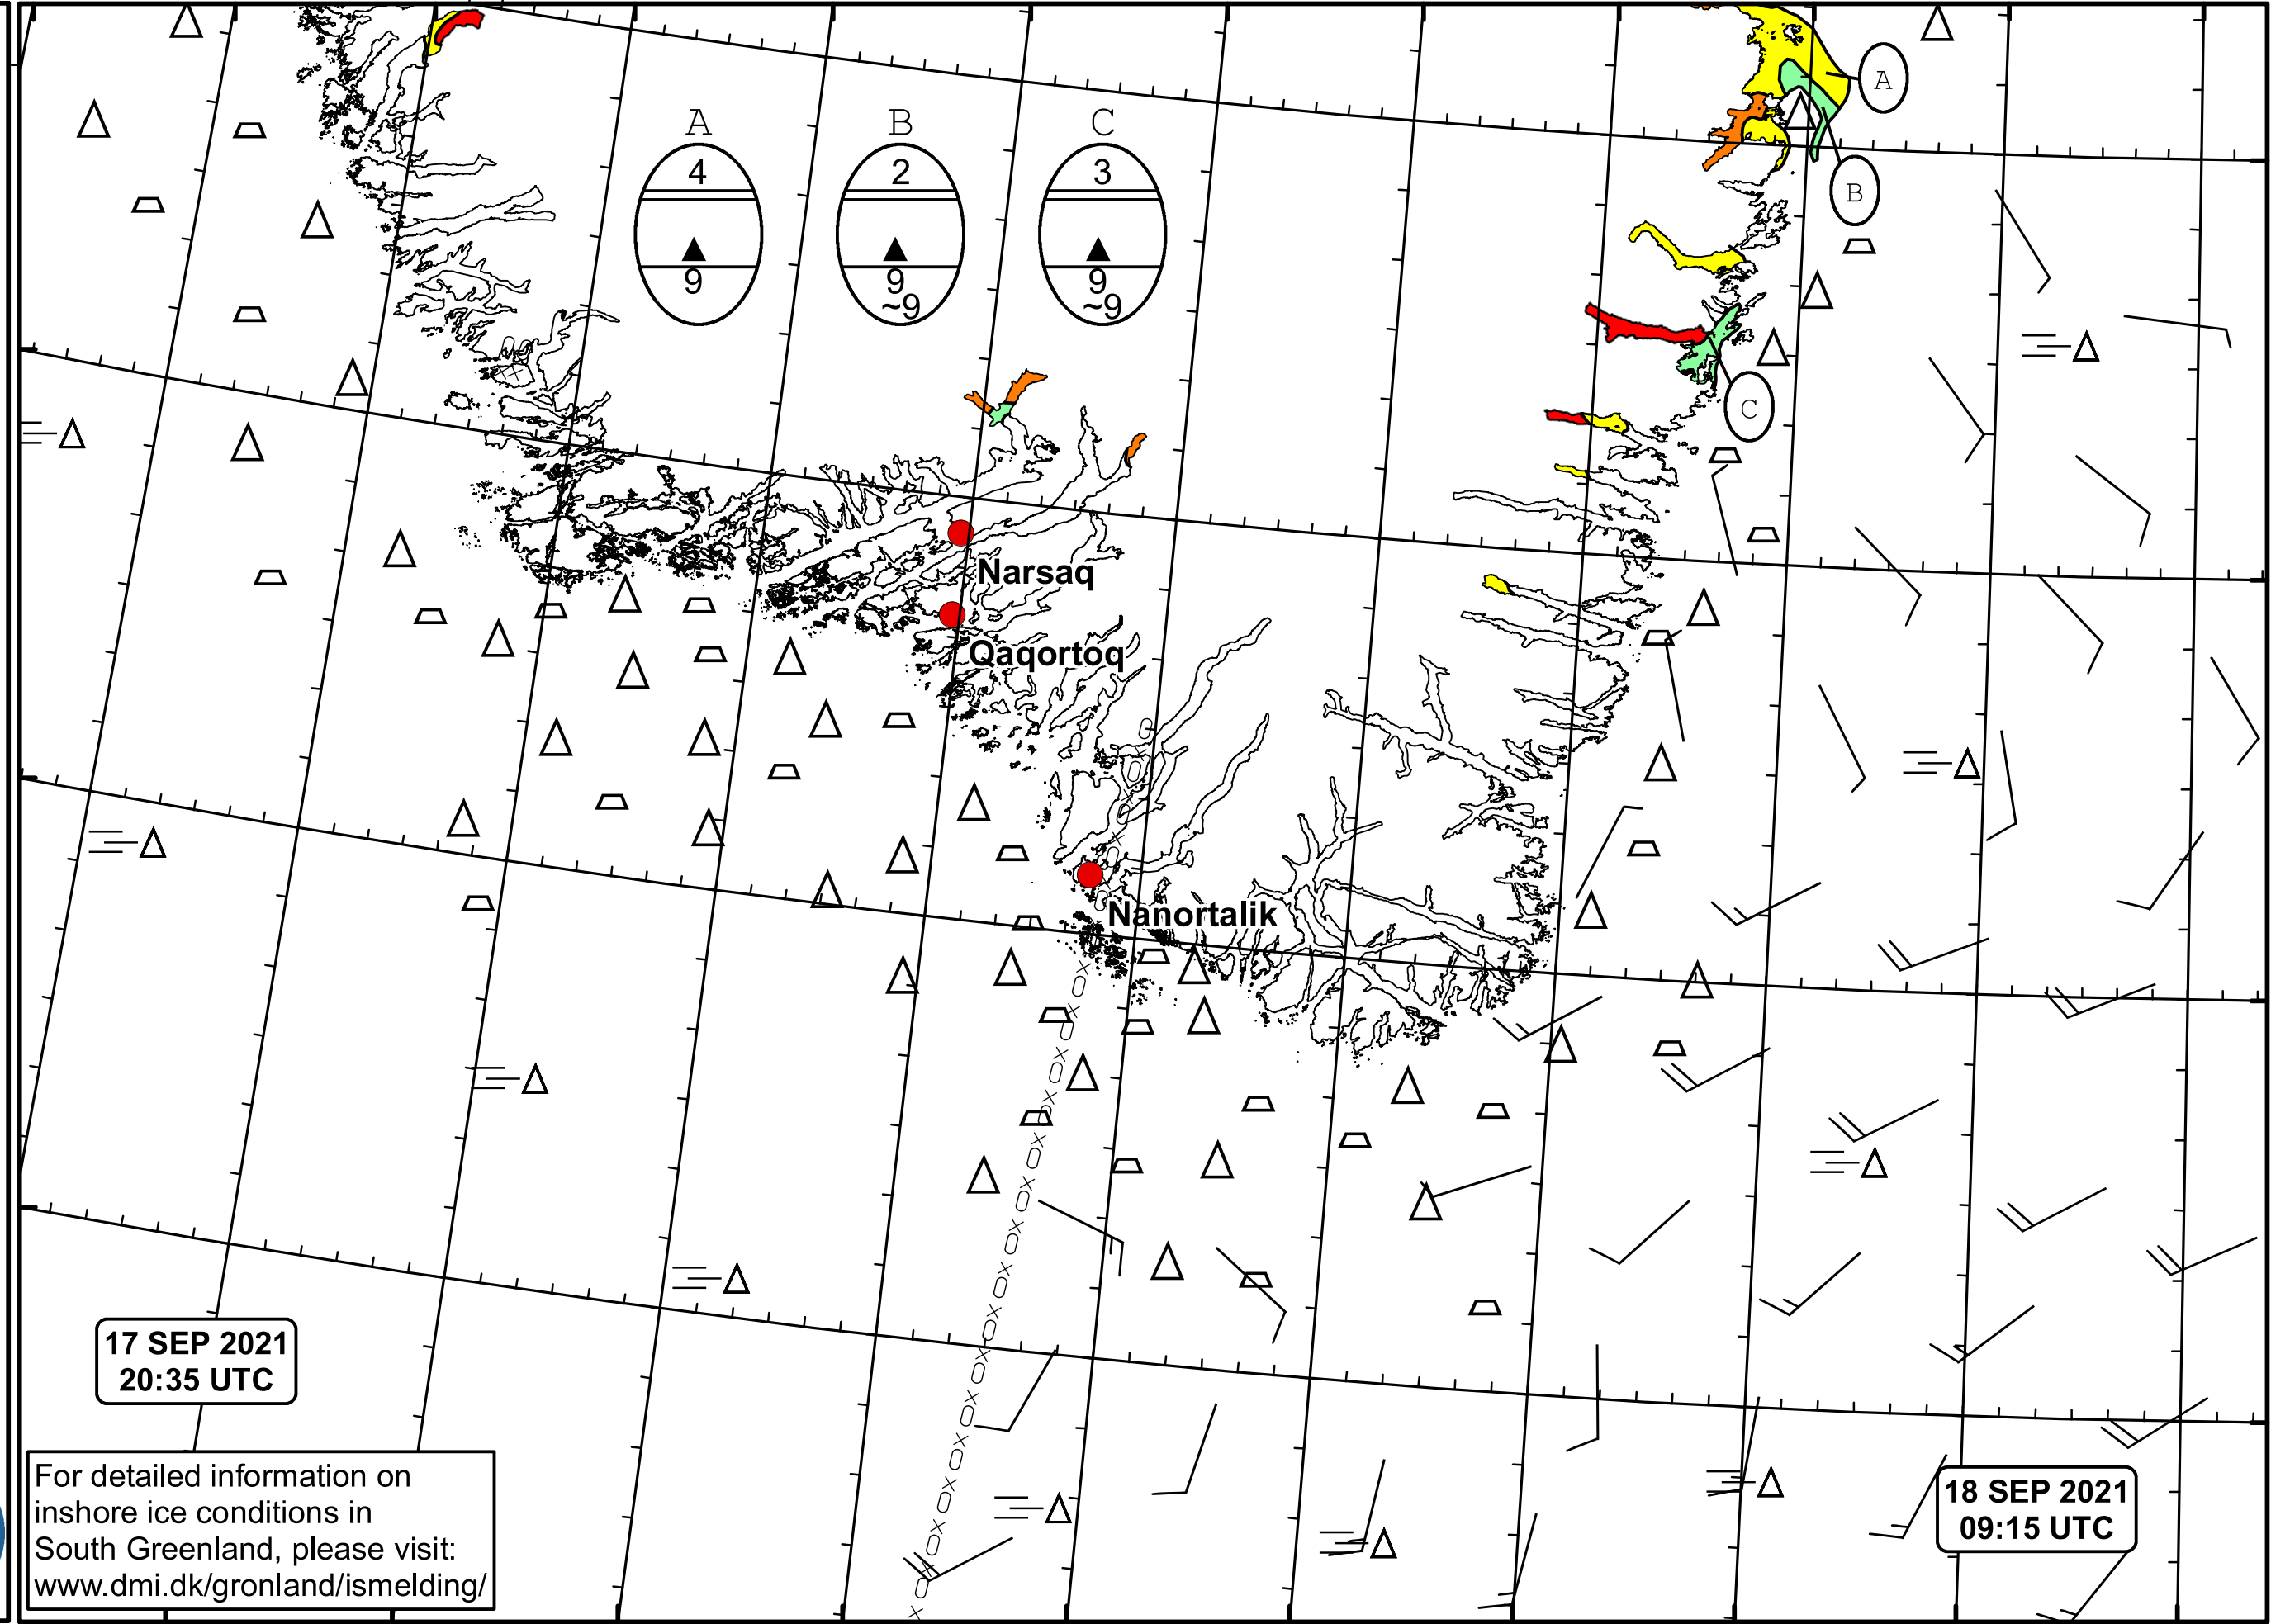 A B C
4 2 3
9 9 9
~9 ~9
A
B
C
Narsaq
Qaqortoq
Nanortalik
17 SEP 2021
20:35 UTC
For detailed information on
inshore ice conditions in
South Greenland, please visit:
www.dmi.dk/gronland/ismelding/
18 SEP 2021
09:15 UTC